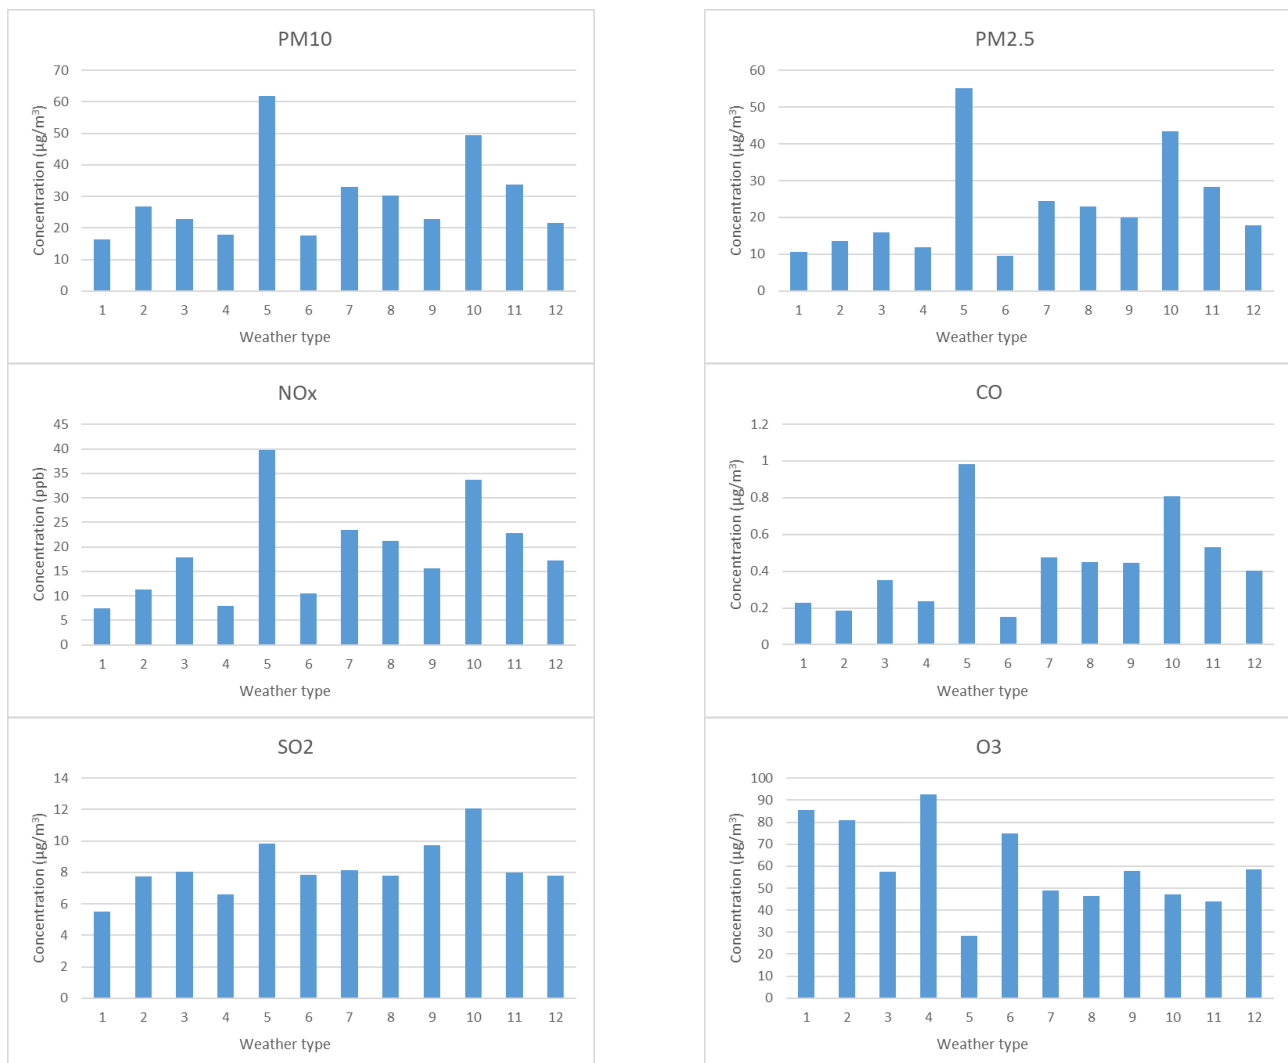 PM10
70
60
50
40
30
20
10
0
Concentration (µg/m³)
1 2 3 4 5 6 7 8 9 10 11 12
Weather type
PM2.5
60
50
40
30
20
10
0
Concentration (µg/m³)
1 2 3 4 5 6 7 8 9 10 11 12
Weather type
NOx
45
40
35
30
25
20
15
10
5
0
Concentration (ppb)
1 2 3 4 5 6 7 8 9 10 11 12
Weather type
CO
1.2
1
0.8
0.6
0.4
0.2
0
Concentration (µg/m³)
1 2 3 4 5 6 7 8 9 10 11 12
Weather type
SO2
14
12
10
8
6
4
2
0
Concentration (µg/m³)
1 2 3 4 5 6 7 8 9 10 11 12
Weather type
O3
100
90
80
70
60
50
40
30
20
10
0
Concentration (µg/m³)
1 2 3 4 5 6 7 8 9 10 11 12
Weather type